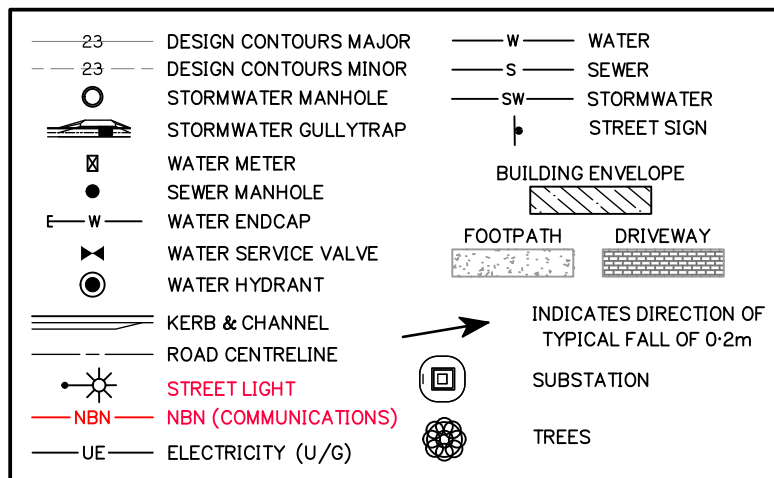 23 DESIGN CONTOURS MAJOR
23 DESIGN CONTOURS MINOR
STORMWATER MANHOLE
STORMWATER GULLYTRAP
WATER METER
SEWER MANHOLE
E W WATER ENDCAP
WATER SERVICE VALVE
WATER HYDRANT
KERB & CHANNEL
ROAD CENTRELINE
STREET LIGHT
NBN NBN (COMMUNICATIONS)
UE ELECTRICITY (U/G)
W WATER
S SEWER
SW STORMWATER
STREET SIGN
BUILDING ENVELOPE
FOOTPATH DRIVEWAY
INDICATES DIRECTION OF
TYPICAL FALL OF 0·2m
SUBSTATION
TREES